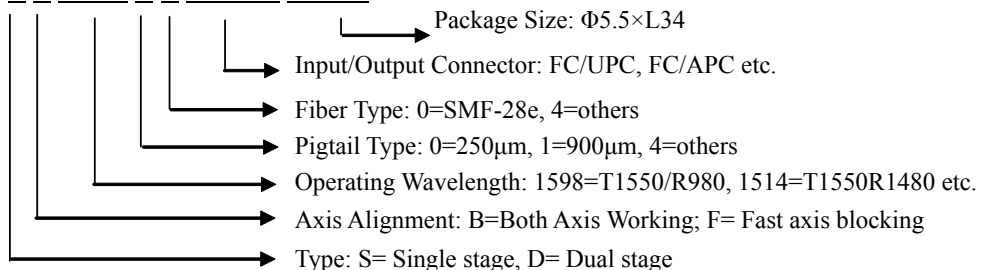 Package Size: Φ5.5×L34
Input/Output Connector: FC/UPC, FC/APC etc.
Fiber Type: 0=SMF-28e, 4=others
Pigtail Type: 0=250μm, 1=900μm, 4=others
Operating Wavelength: 1598=T1550/R980, 1514=T1550R1480 etc.
Axis Alignment: B=Both Axis Working; F= Fast axis blocking
Type: S= Single stage, D= Dual stage